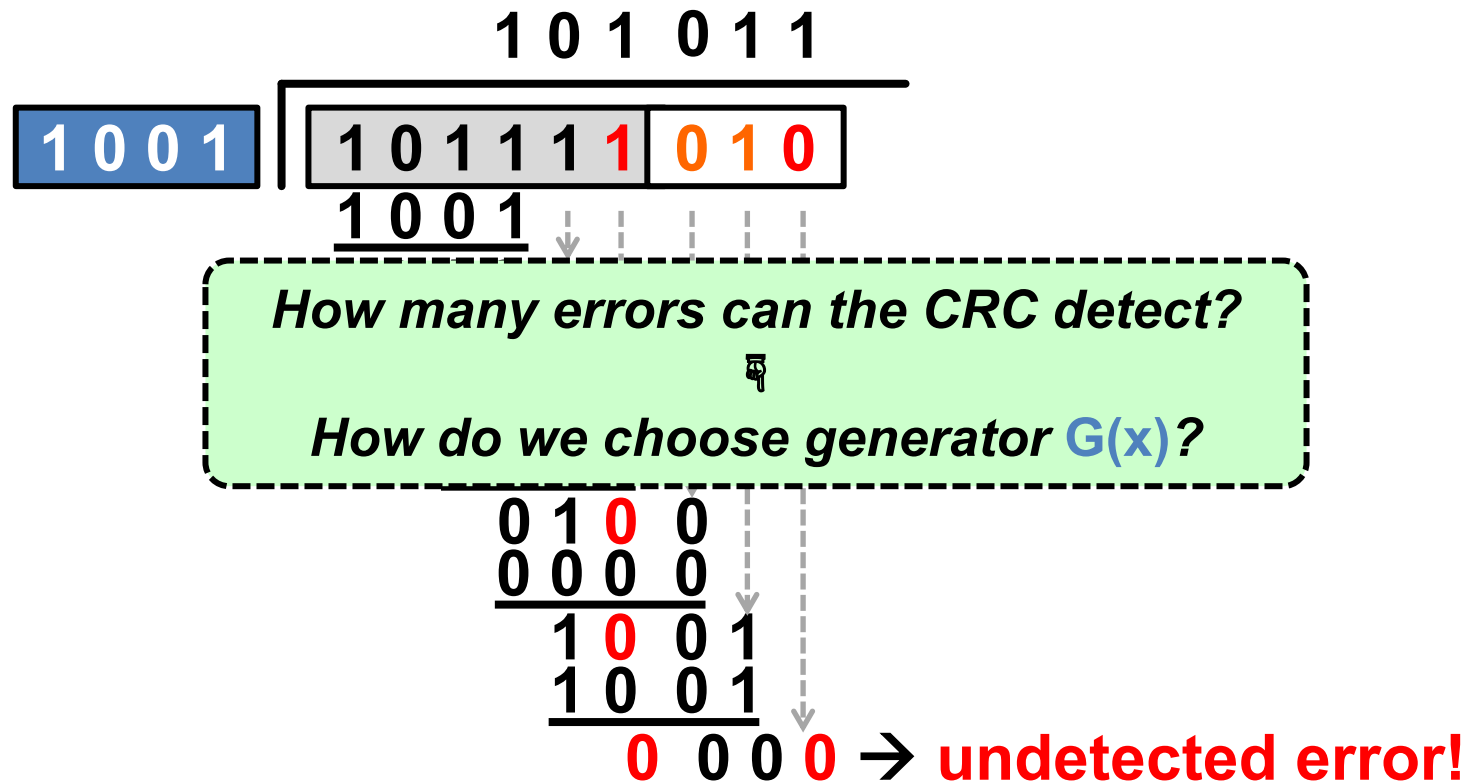 1 0 1 0 1 1
1 0 0 1 1 0 1 1 1 1 0 1 0
1 0 0 1
How many errors can the CRC detect?
☟
How do we choose generator G(x)?
0 1 0 0
0 0 0 0
1 0 0 1
1 0 0 1
0 0 0 0 → undetected error!